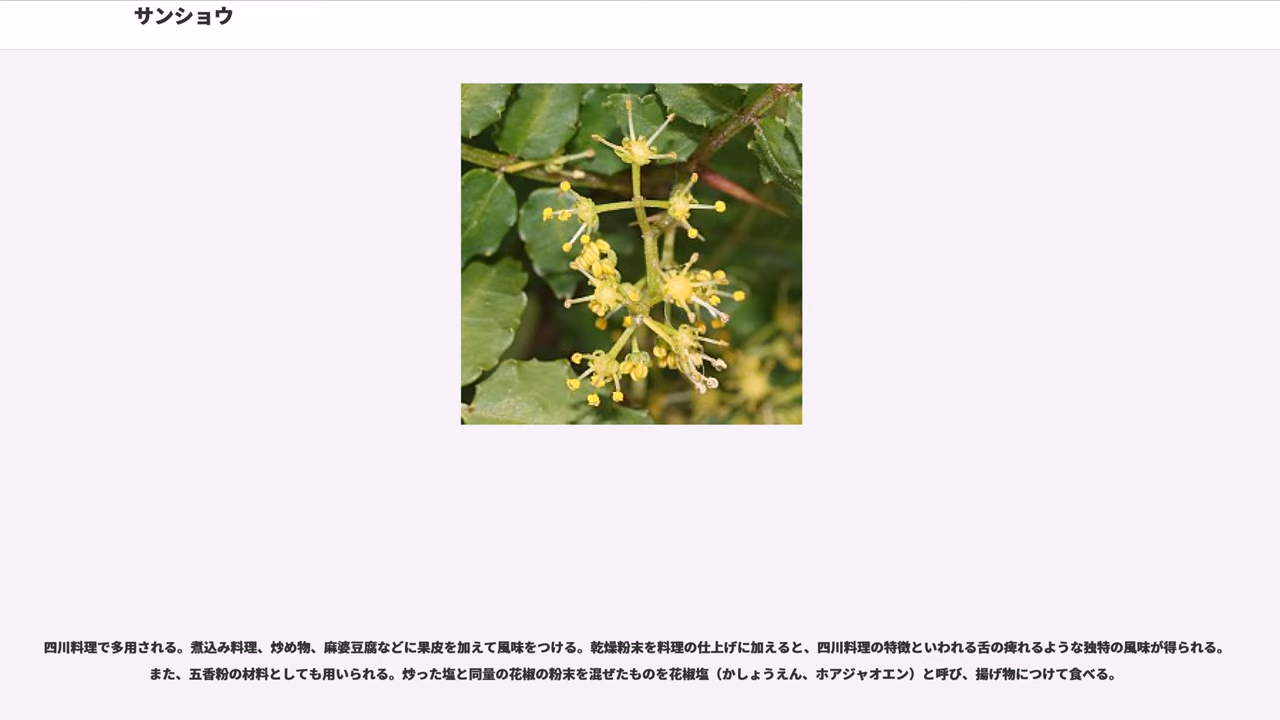 サンショウ
四川料理で多用される。煮込み料理、炒め物、麻婆豆腐などに果皮を加えて風味をつける。乾燥粉末を料理の仕上げに加えると、四川料理の特徴といわれる舌の痺れるような独特の風味が得られる。
また、五香粉の材料としても用いられる。炒った塩と同量の花椒の粉末を混ぜたものを花椒塩（かしょうえん、ホアジャオエン）と呼び、揚げ物につけて食べる。